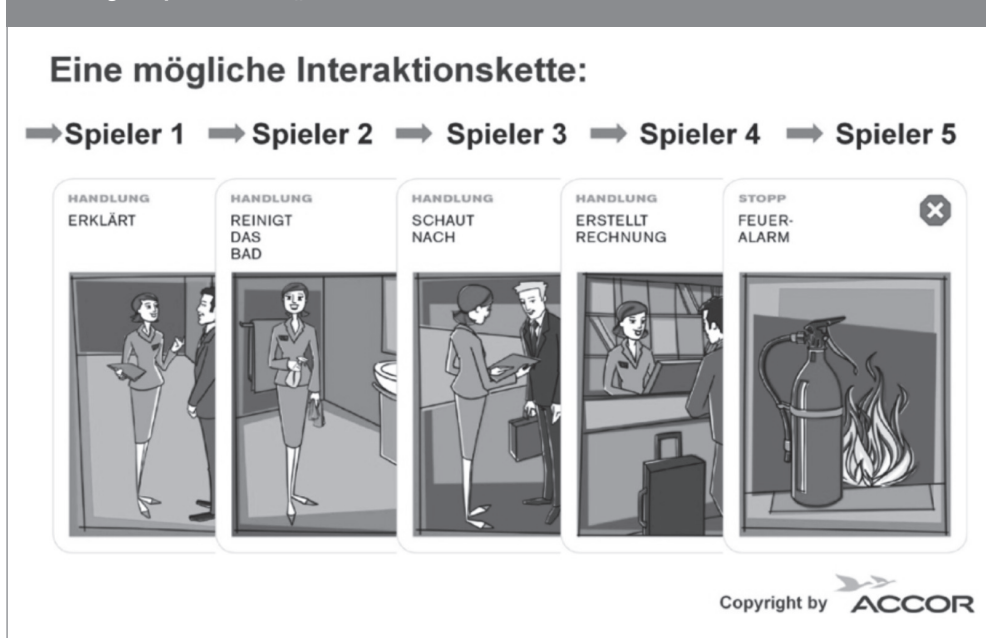 Eine mögliche Interaktionskette:
Spieler 1 Spieler 2 Spieler 3 Spieler 4 Spieler 5
HANDLUNG
ERKLÄRT
HANDLUNG
REINIGT
DAS
BAD
HANDLUNG
SCHAUT
NACH
HANDLUNG
ERSTELLT
RECHNUNG
STOPP
FEUER-
ALARM
Copyright by ACCOR